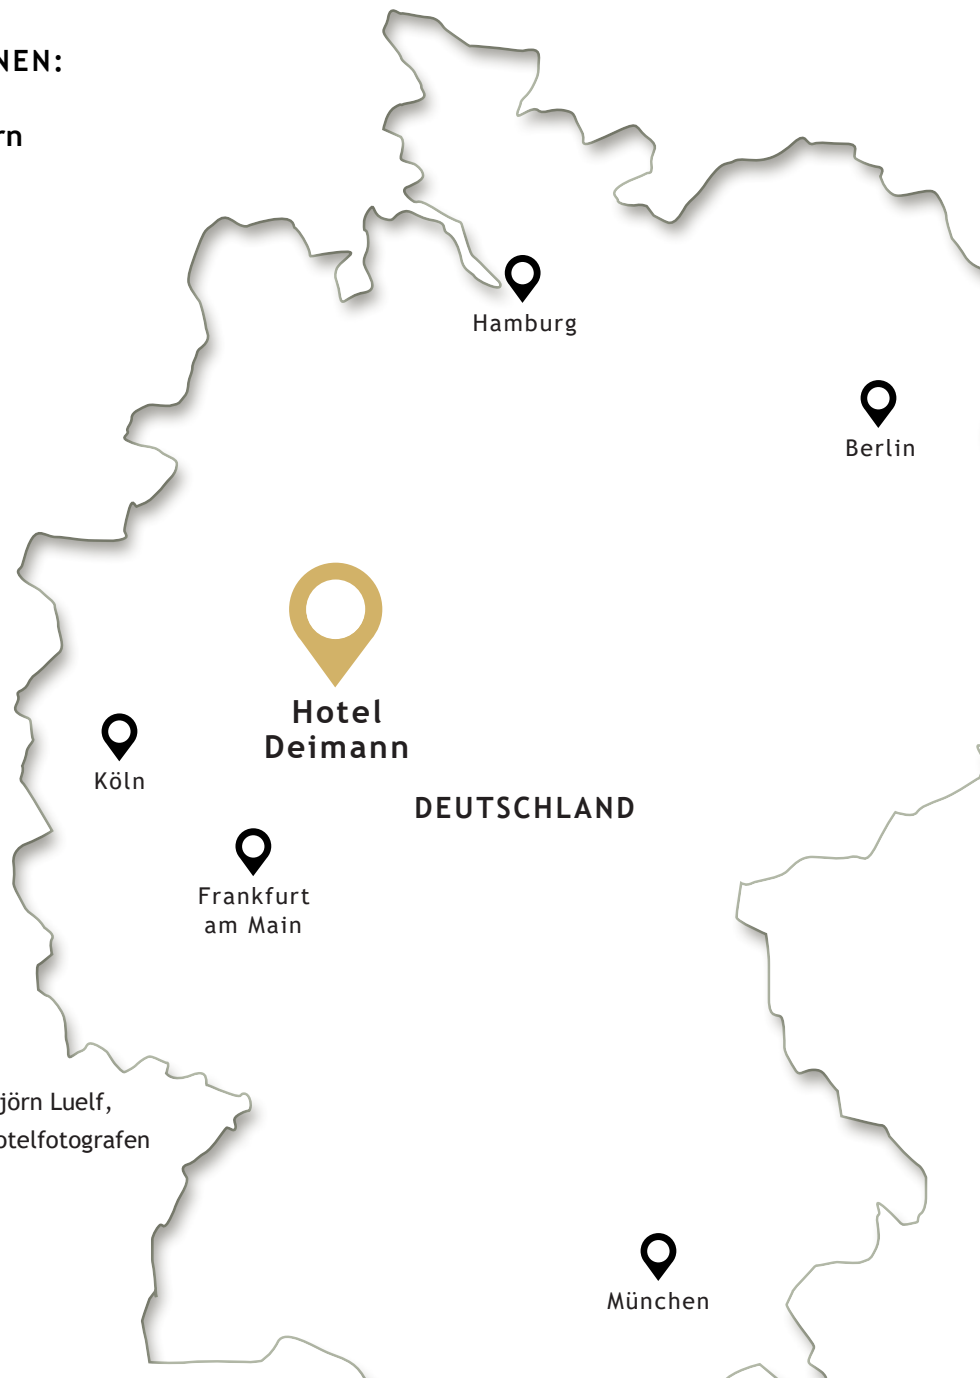 NEN:
rn
Hamburg
Berlin
Hotel
Deimann
Köln
DEUTSCHLAND
Frankfurt
am Main
jörn Luelf,
otelfotografen
München